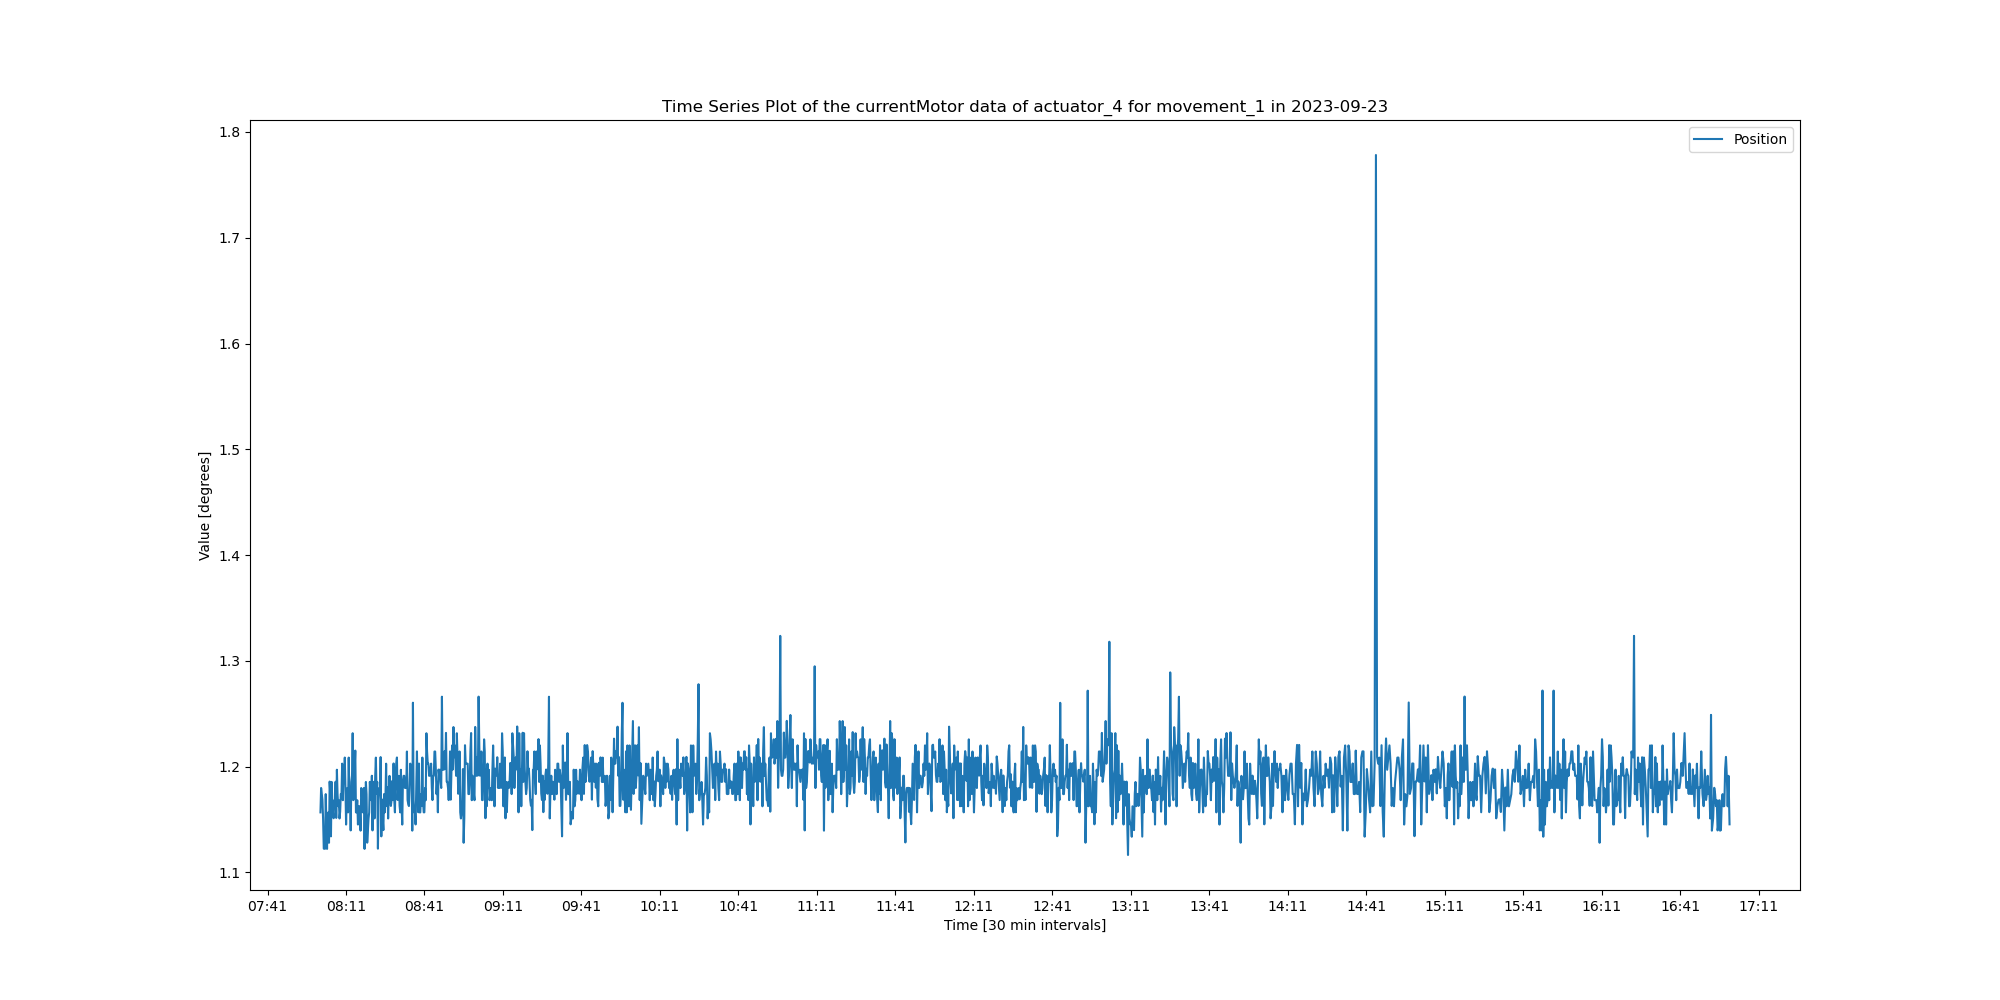 Time Series Plot of the currentMotor data of actuator_4 for movement_1 in 2023-09-23
Position
Value [degrees]
1.8
1.7
1.6
1.5
1.4
1.3
1.2
1.1
07:41 08:11 08:41 09:11 09:41 10:11 10:41 11:11 11:41 12:11 12:41 13:11 13:41 14:11 14:41 15:11 15:41 16:11 16:41 17:11
Time [30 min intervals]